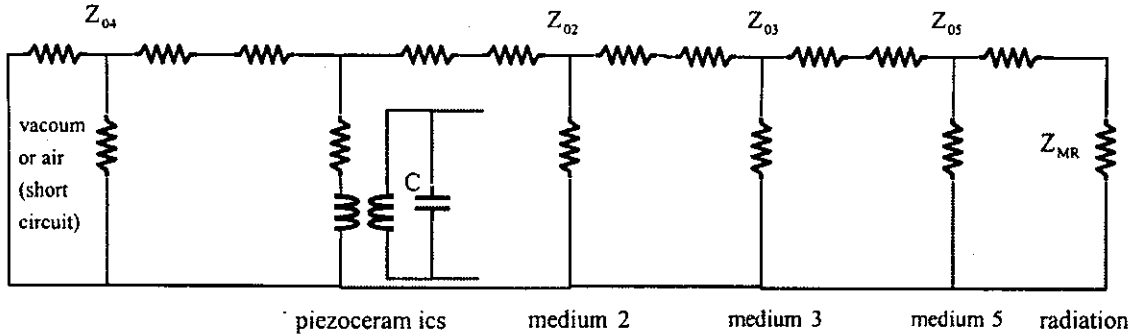 Z04
Z02
Z03
Z05
vacoum
or air
(short
circuit)
C
ZMR
piezoceram ics
medium 2
medium 3
medium 5
radiation